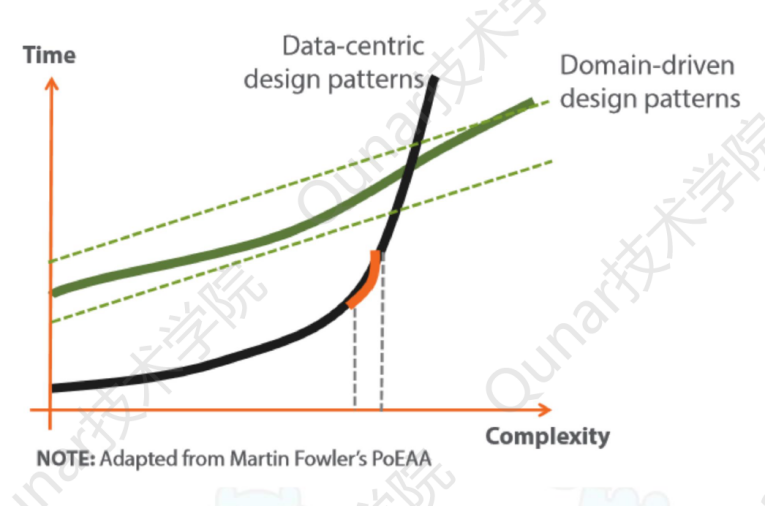 Time
Data-centric
design patterns
Domain-driven
design patterns
Complexity
NOTE: Adapted from Martin Fowler's PoEAA
Qunar技术学院
Qunar技术学院
Qunar技术学院